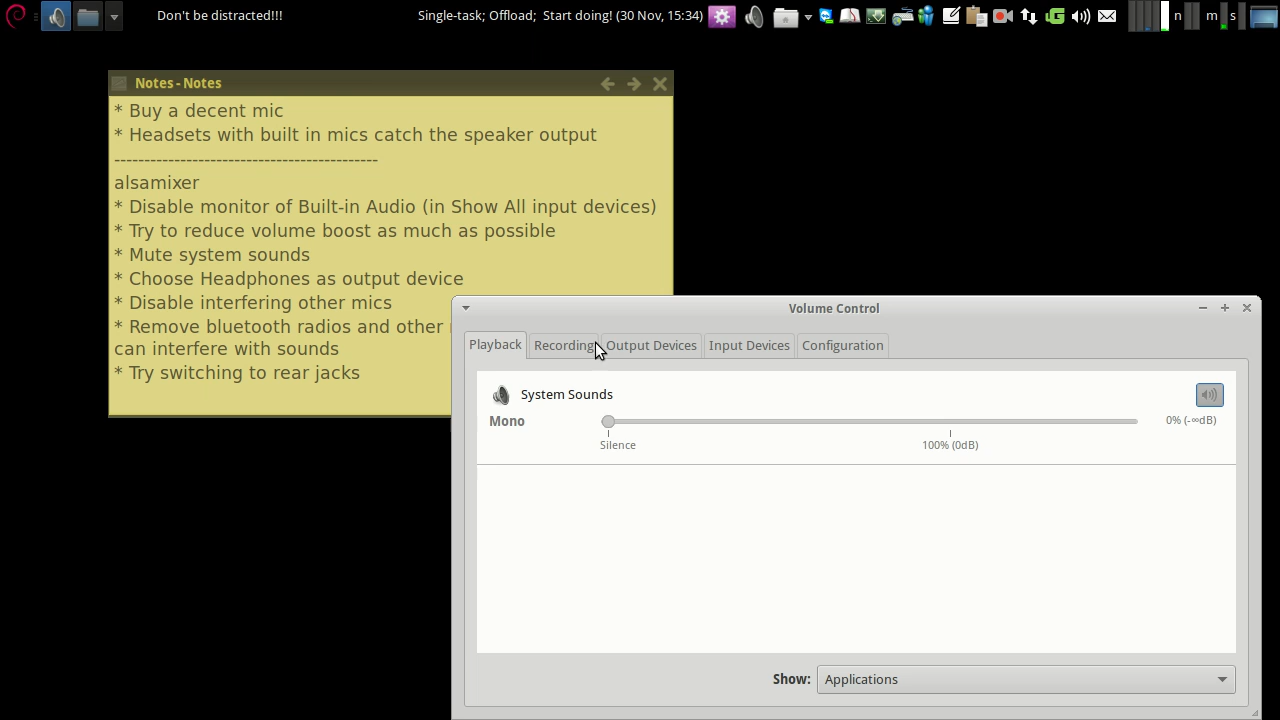 Don't be distracted!!!
Single-task; Offload;  Start doing! (30 Nov, 15:34)
n
m
s
Notes - Notes
* Buy a decent mic
* Headsets with built in mics catch the speaker output
--------------------------------------------
alsamixer
* Disable monitor of Built-in Audio (in Show All input devices)
* Try to reduce volume boost as much as possible
* Mute system sounds
* Choose Headphones as output device
* Disable interfering other mics
* Remove bluetooth radios and other
can interfere with sounds
* Try switching to rear jacks
Volume Control
Playback
Recording
Output Devices
Input Devices
Configuration
System Sounds
Mono
0% (-∞dB)
Silence
100% (0dB)
Show:
Applications